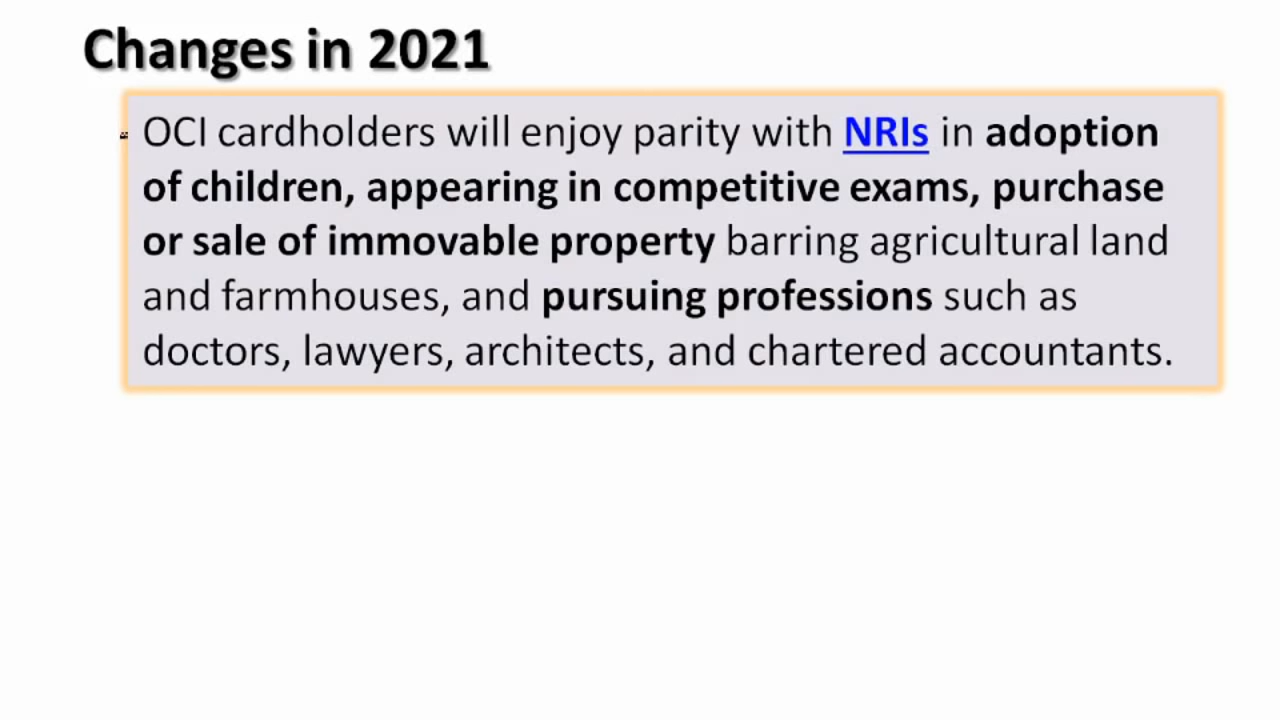 Changes in 2021
OCI cardholders will enjoy parity with NRIs in adoption
of children, appearing in competitive exams, purchase
or sale of immovable property barring agricultural land
and farmhouses, and pursuing professions such as
doctors, lawyers, architects, and chartered accountants.